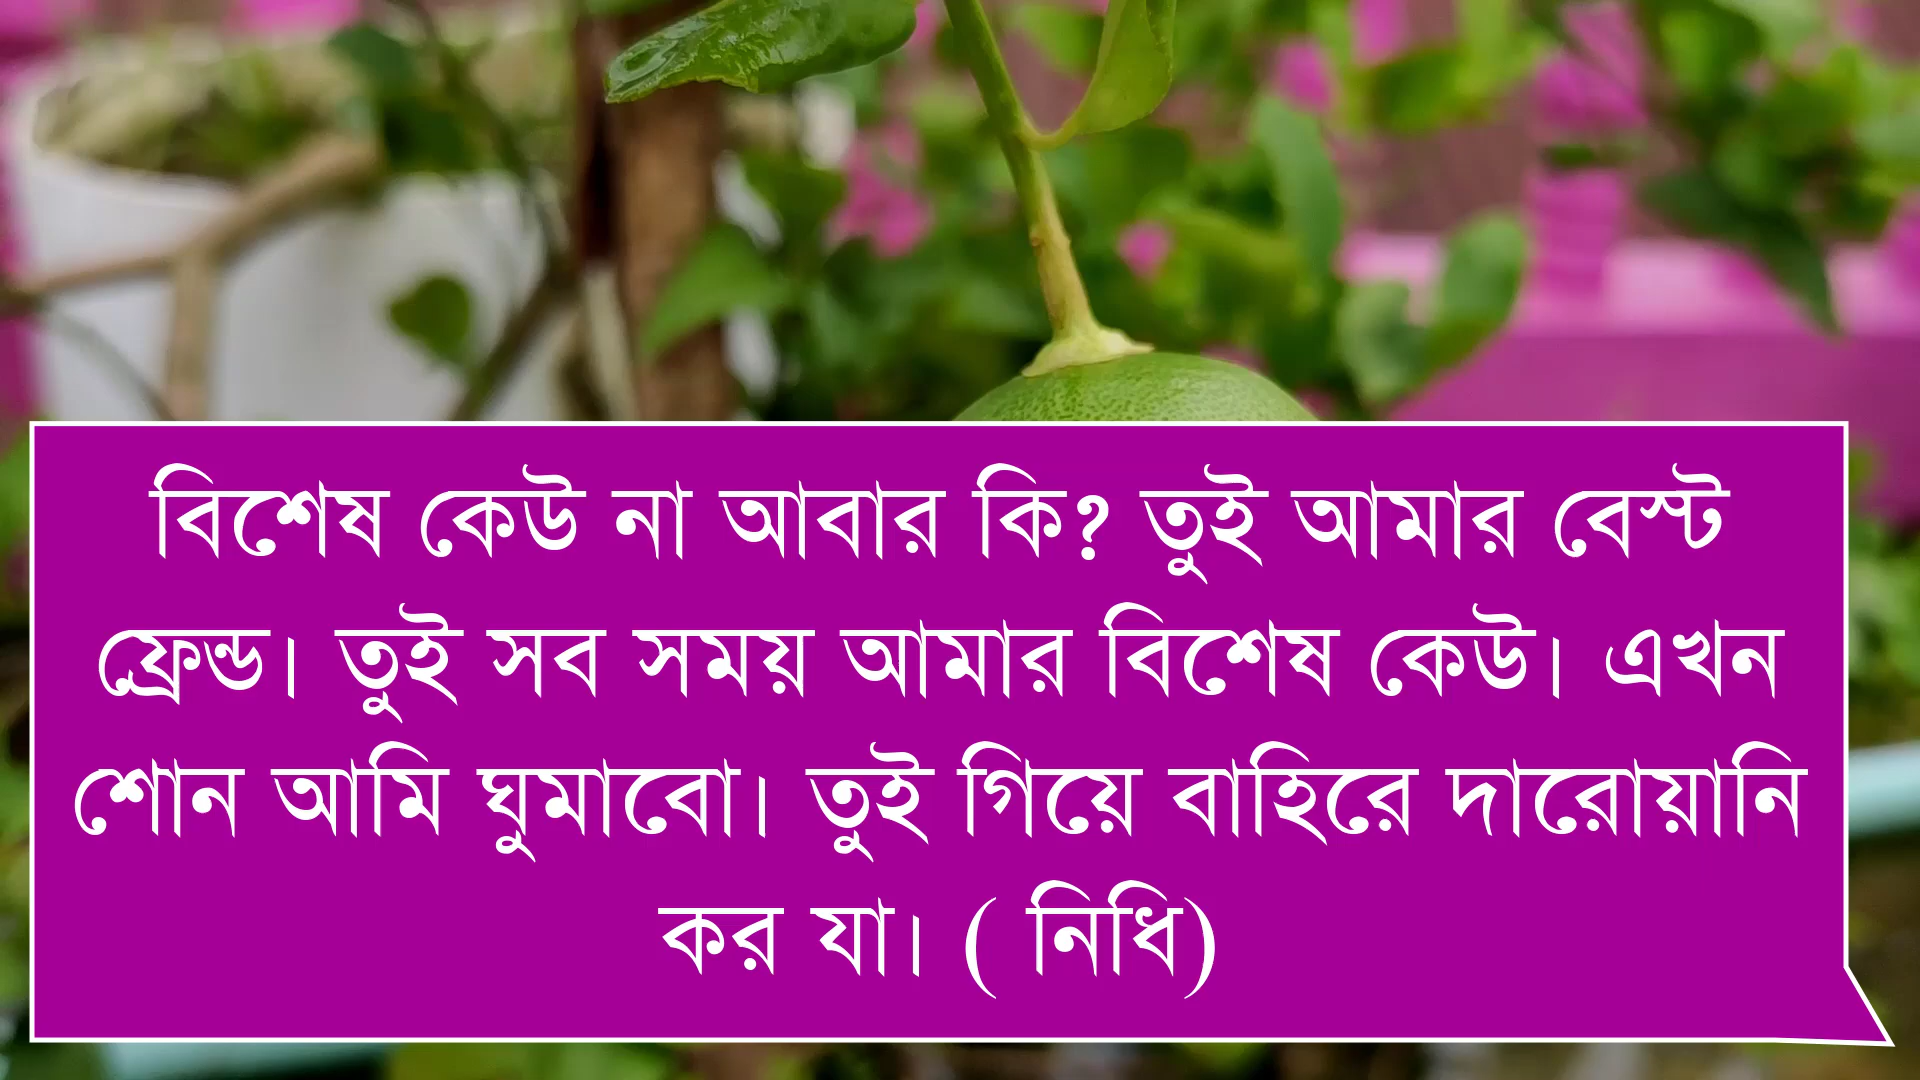 বিশেষ কেউ না আবার কি? তুই আমার বেস্ট
ফ্রেন্ড। তুই সব সময় আমার বিশেষ কেউ। এখন
শোন আমি ঘুমাবো। তুই গিয়ে বাহিরে দারোয়ানি
কর যা। ( নিধি)